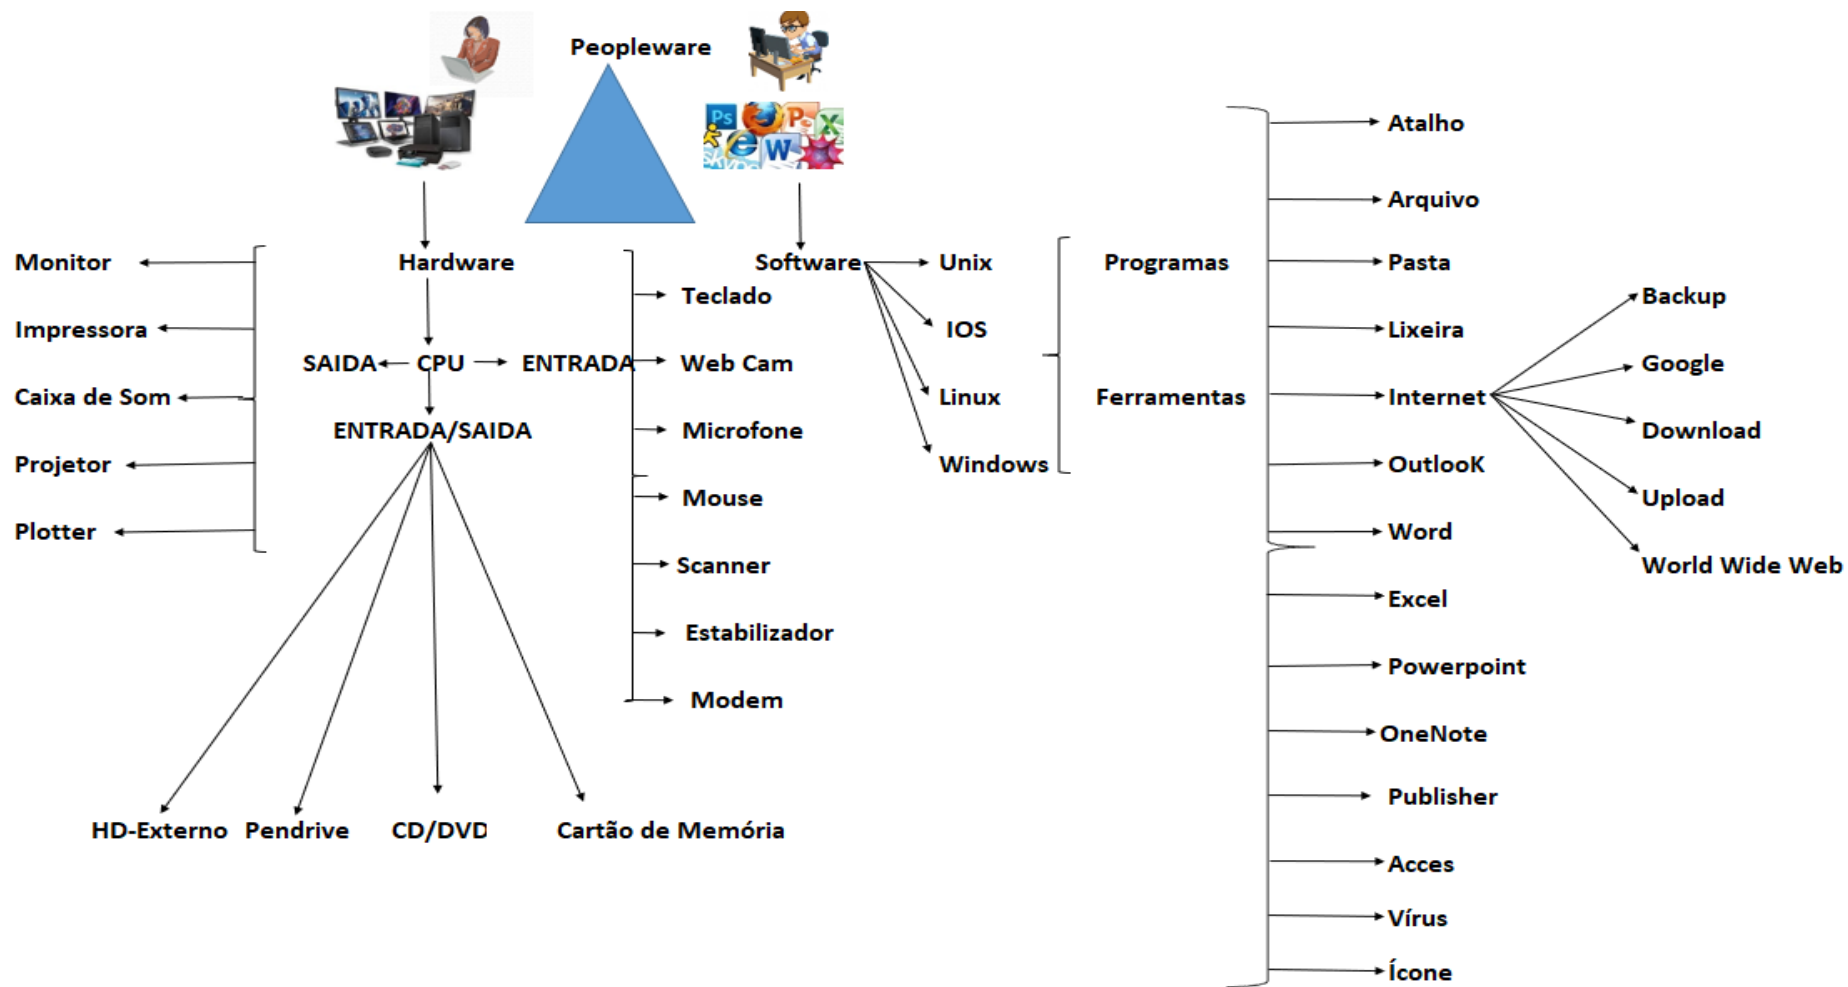 Peopleware
Ps
P
X
e
W
skype
Hardware
Software
Monitor
Impressora
Caixa de Som
Projetor
Plotter
SAIDA
CPU
ENTRADA
ENTRADA/SAIDA
HD-Externo
Pendrive
CD/DVD
Cartão de Memória
Teclado
Web Cam
Microfone
Mouse
Scanner
Estabilizador
Modem
Unix
IOS
Linux
Windows
Programas
Ferramentas
Atalho
Arquivo
Pasta
Lixeira
Internet
OutlooK
Word
Excel
Powerpoint
OneNote
Publisher
Acces
Vírus
Ícone
Backup
Google
Download
Upload
World Wide Web